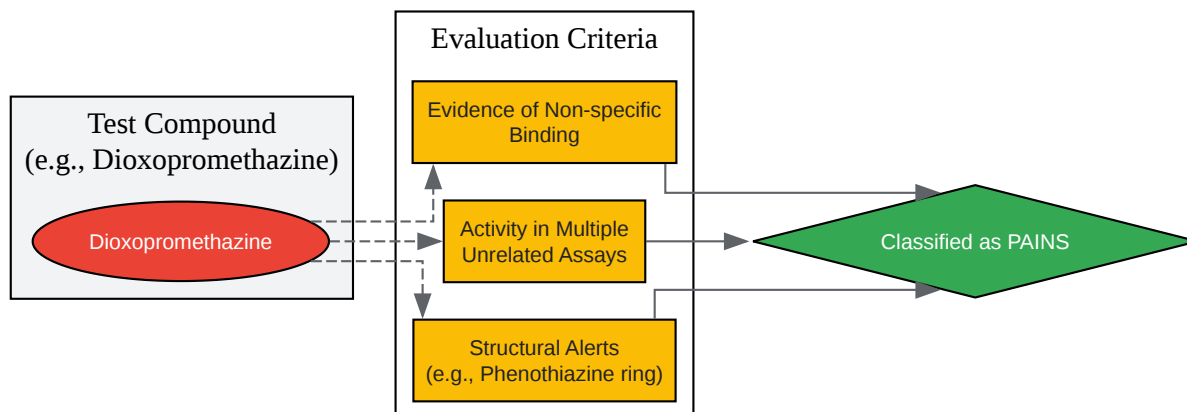 Test Compound
(e.g., Dioxopromethazine)
Dioxopromethazine
Evaluation Criteria
Evidence of Non-specific
Binding
Activity in Multiple
Unrelated Assays
Structural Alerts
(e.g., Phenothiazine ring)
Classified as PAINS